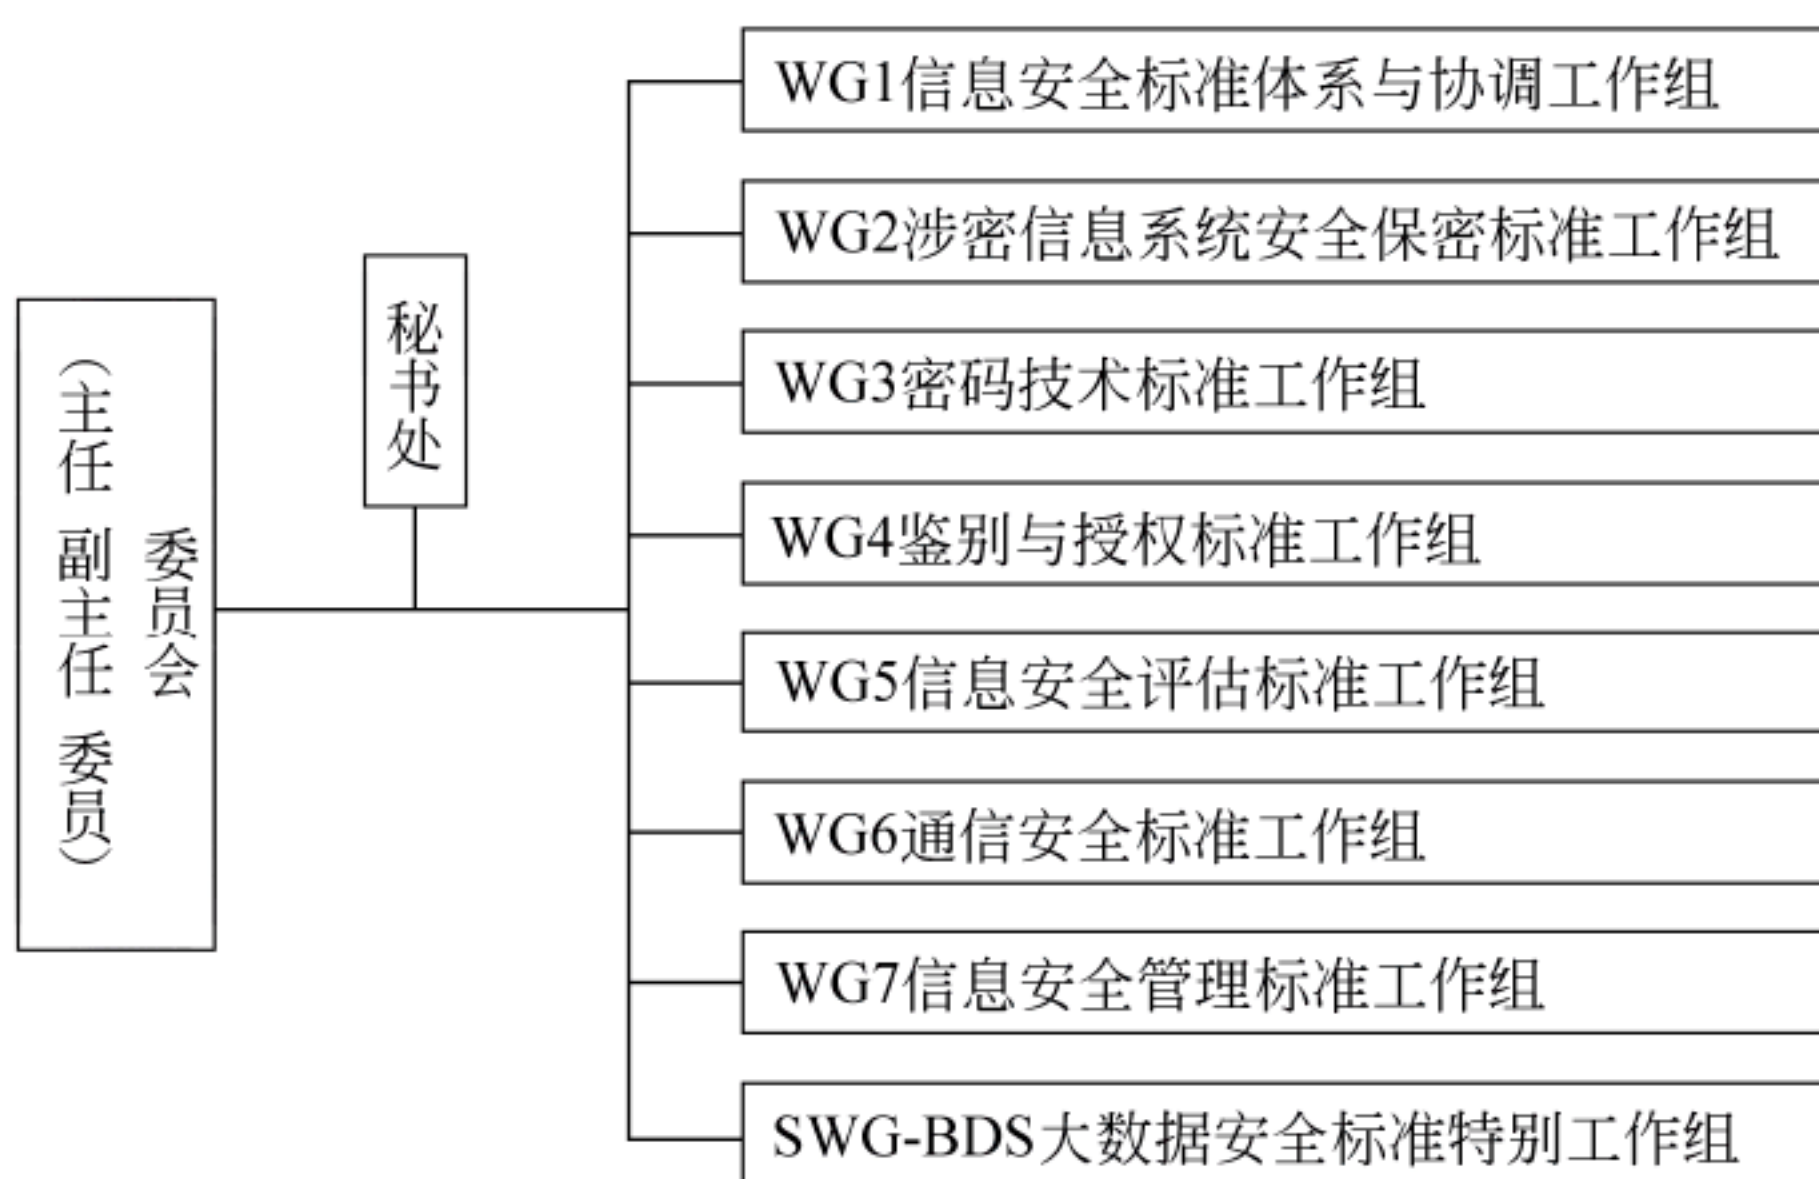 委员会
（主任 副主任 委员）
秘书处
WG1信息安全标准体系与协调工作组
WG2涉密信息系统安全保密标准工作组
WG3密码技术标准工作组
WG4鉴别与授权标准工作组
WG5信息安全评估标准工作组
WG6通信安全标准工作组
WG7信息安全管理标准工作组
SWG-BDS大数据安全标准特别工作组